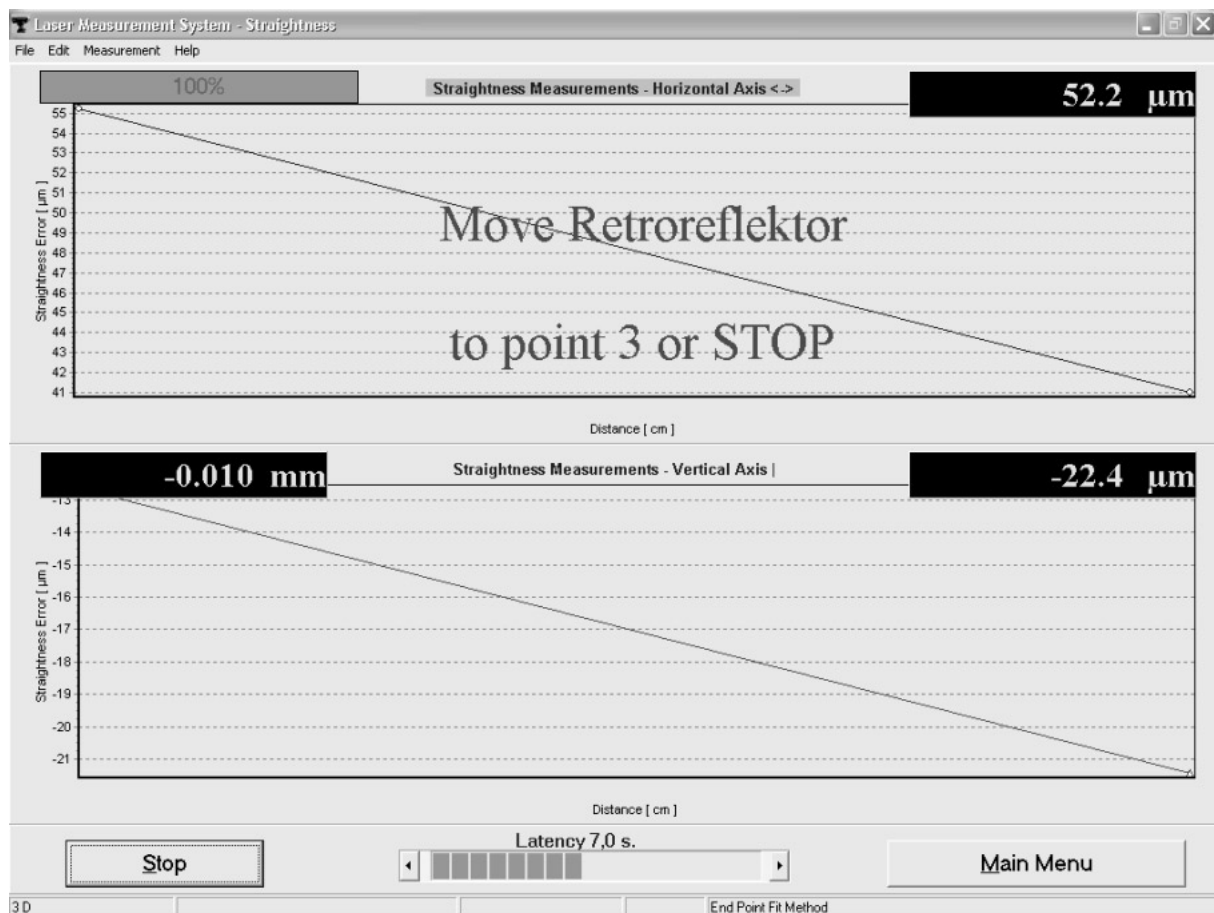 Laser Measurement System - Straightness
File Edit Measurement Help
100%
Straightness Measurements - Horizontal Axis <->
52.2 µm
Straightness Error [ µm ]
55
54
53
52
51
50
49
48
47
46
45
44
43
42
41
Move Retroreflektor
to point 3 or STOP
Distance [ cm ]
-0.010 mm
Straightness Measurements - Vertical Axis |
-22.4 µm
Straightness Error [ µm ]
-13
-14
-15
-16
-17
-18
-19
-20
-21
Distance [ cm ]
Latency 7,0 s.
Stop
Main Menu
3 D
End Point Fit Method